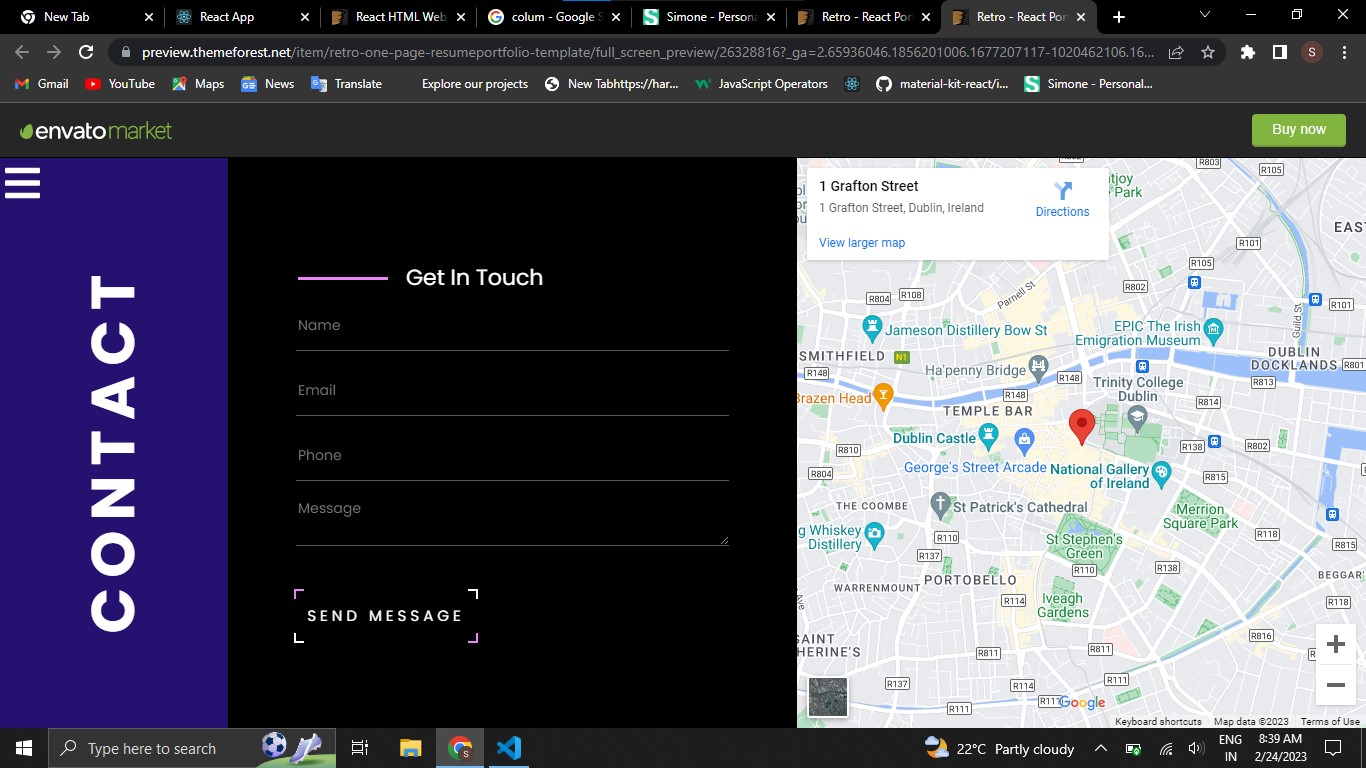 New Tab
React App
React HTML Web
colum - Google S
Simone - Persona
Retro - React Por
Retro - React Por
preview.themeforest.net/item/retro-one-page-resumeportfolio-template/full_screen_preview/26328816?_ga=2.65936046.1856201006.1677207117-1020462106.16...
S
Gmail
YouTube
Maps
News
Translate
Explore our projects
New Tabhttps://har...
JavaScript Operators
material-kit-react/i...
Simone - Personal...
envatomarket
Buy now
CONTACT
Get In Touch
Name
Email
Phone
Message
SEND MESSAGE
1 Grafton Street
1 Grafton Street, Dublin, Ireland
View larger map
Directions
R803
R105
Park
EAS
R101
R105
R802
R804
R108
Parnell St
R101
Guild St
Jameson Distillery Bow St
EPIC The Irish
Emigration Museum
SMITHFIELD
N1
DUBLIN
DOCKLANDS
R801
R148
Ha'penny Bridge
R148
R813
Trinity College
Dublin
Brazen Head
R148
R814
TEMPLE BAR
Dublin Castle
R138
R802
R810
George's Street Arcade
National Gallery
of Ireland
R804
R815
THE COOMBE
St Patrick's Cathedral
Merrion
Square Park
g Whiskey
Distillery
R110
St Stephen's
Green
R118
R815
R137
R110
R138
PORTOBELLO
WARRENMOUNT
BEGGAR'
R114
Iveagh
Gardens
R118
Ave
SAINT
HERINE'S
R816
R811
R811
R137
R114
R111
R111
R111
Google
Keyboard shortcuts
Map data ©2023
Terms of Use
Type here to search
22°C Partly cloudy
ENG
IN
8:39 AM
2/24/2023